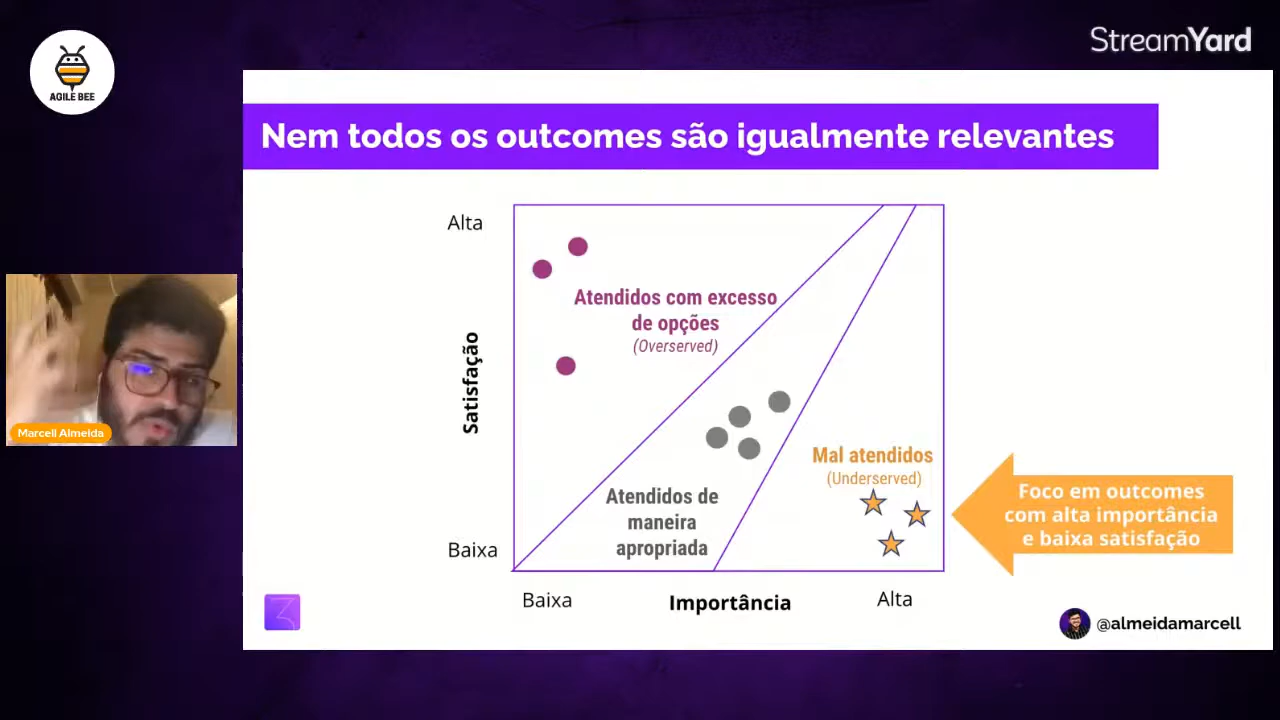 AGILE BEE
StreamYard
Nem todos os outcomes são igualmente relevantes
Alta
Atendidos com excesso
de opções
(Overserved)
Satisfação
Marcell Almeida
Mal atendidos
(Underserved)
Foco em outcomes
com alta importância
e baixa satisfação
Atendidos de
maneira
apropriada
Baixa
Baixa
Importância
Alta
@almeidamarcell